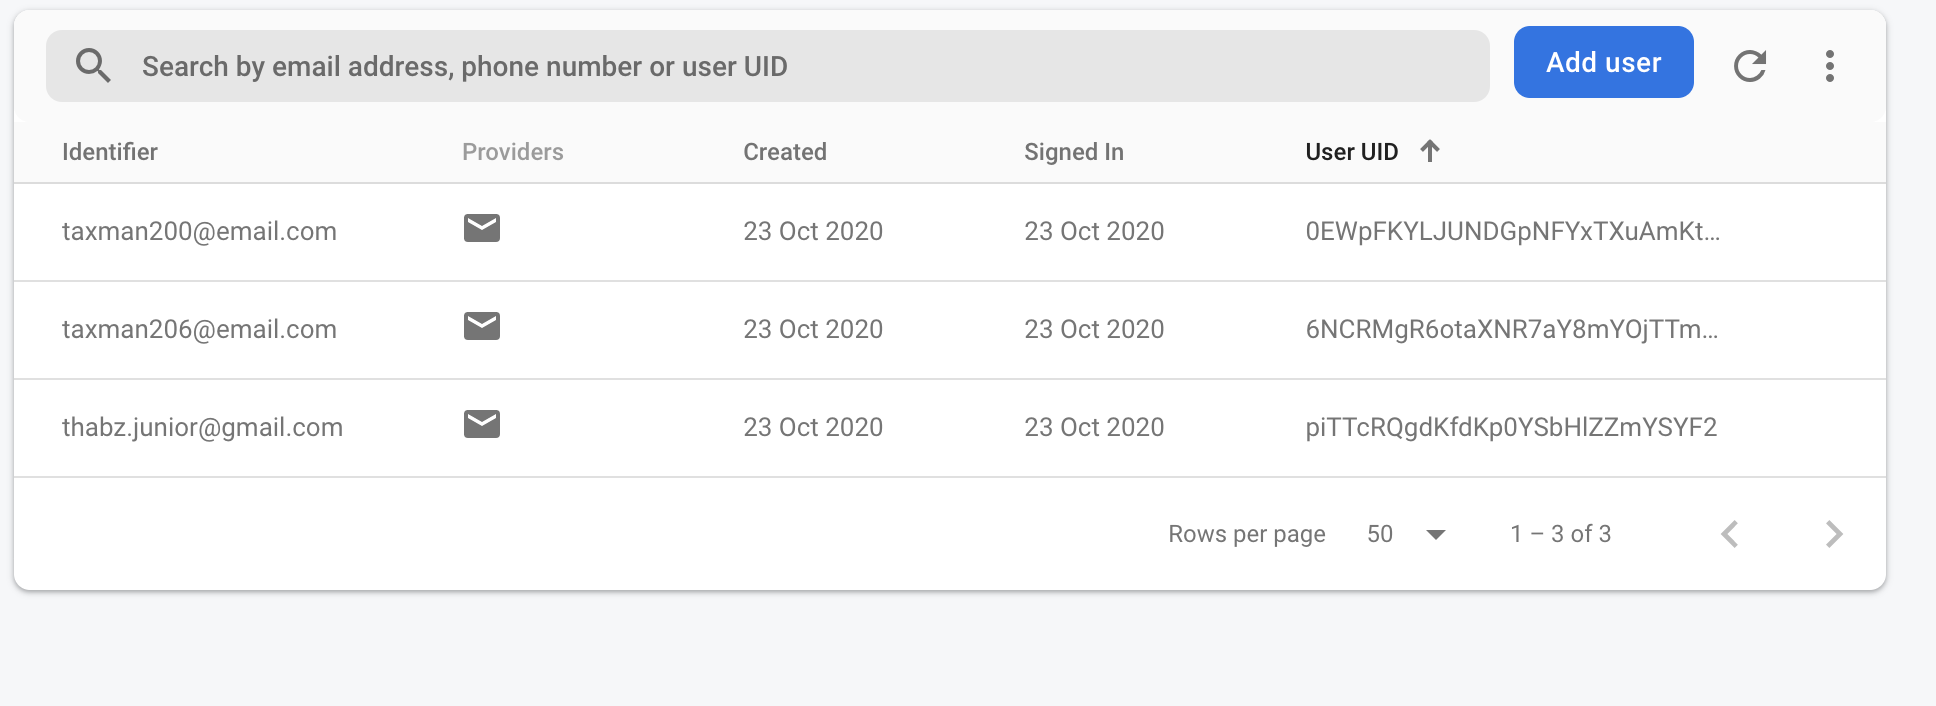 Search by email address, phone number or user UID
Add user
Identifier Providers Created Signed In User UID
taxman200@email.com 23 Oct 2020 23 Oct 2020 0EWpFKYLJUNDGpNFYxTXuAmKt...
taxman206@email.com 23 Oct 2020 23 Oct 2020 6NCRMgR6otaXNR7aY8mYOjTTm...
thabz.junior@gmail.com 23 Oct 2020 23 Oct 2020 piTTcRQgdKfdKp0YSbHlZZmYSYF2
Rows per page 50 1 – 3 of 3